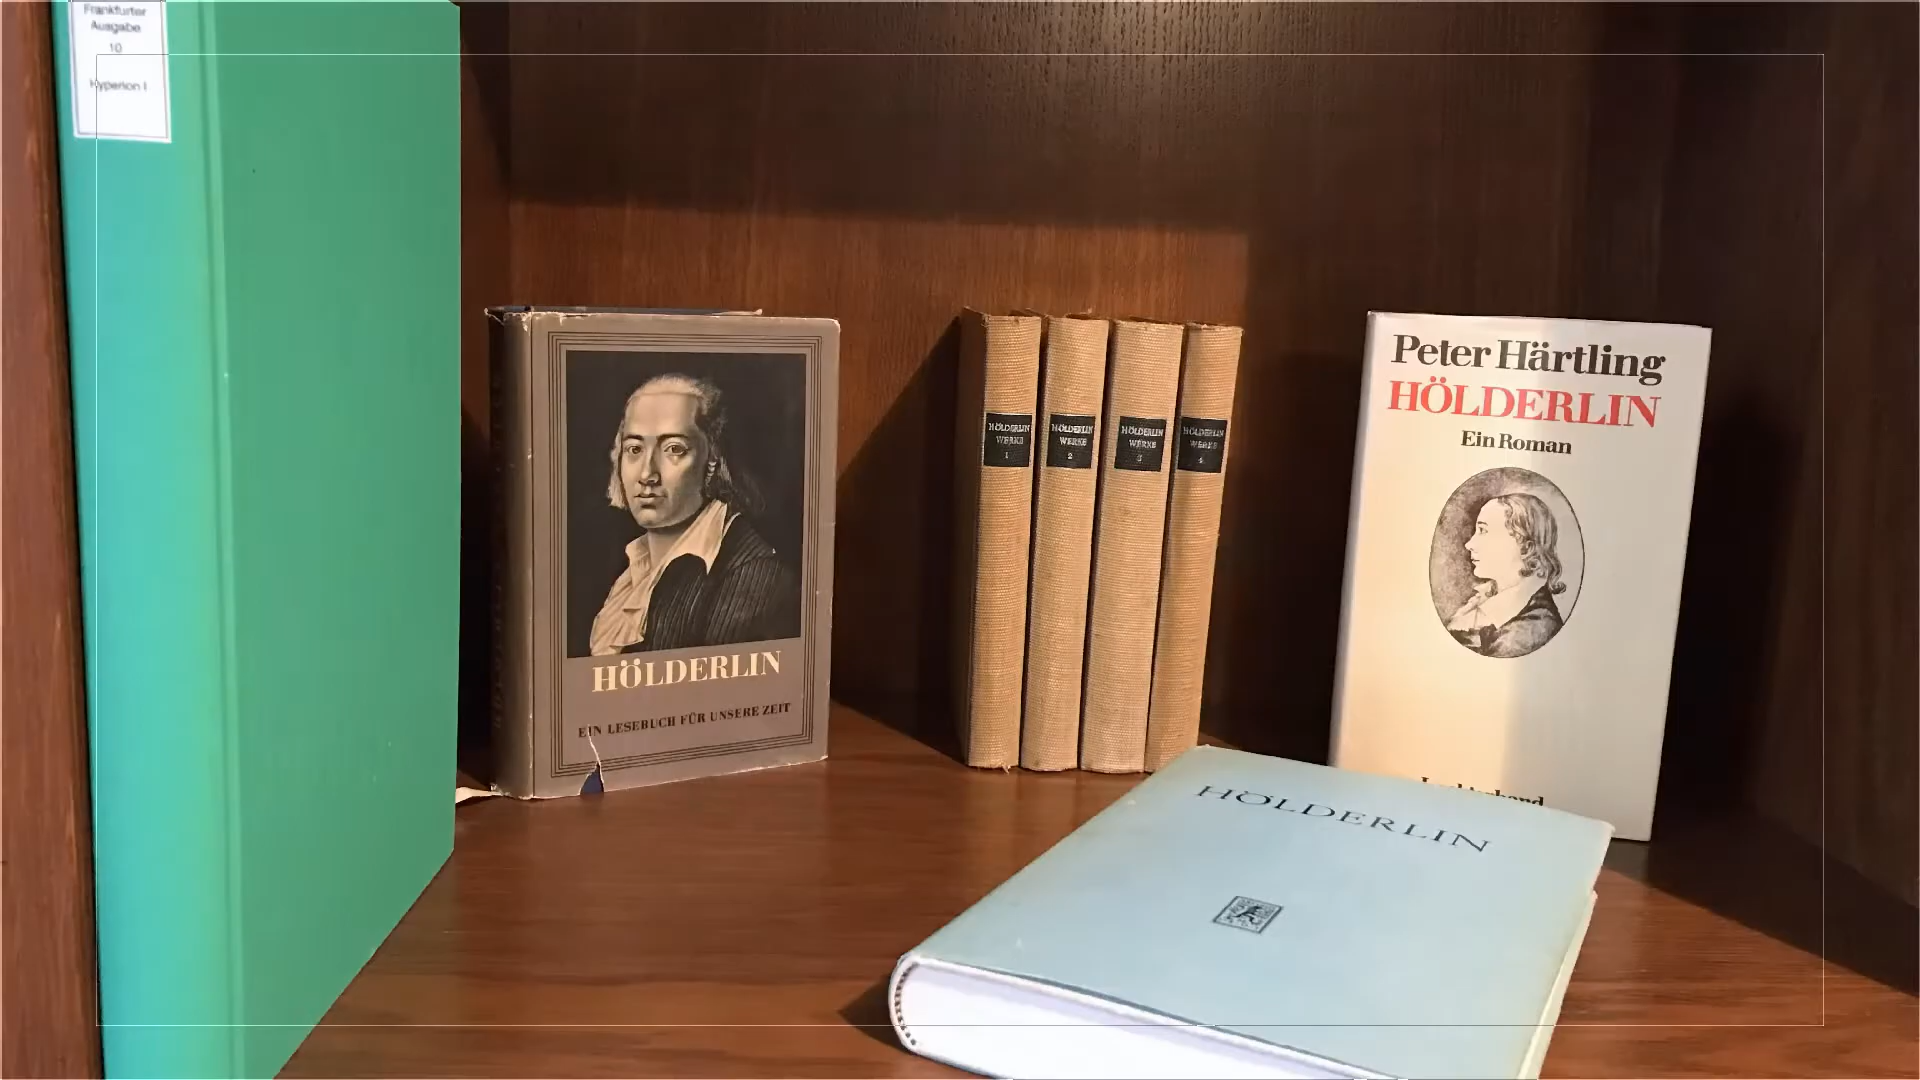 Frankfurter
Ausgabe
10
Hyperion I
HÖLDERLIN
EIN LESEBUCH FÜR UNSERE ZEIT
HÖLDERLIN
WERKE
1
HÖLDERLIN
WERKE
2
HÖLDERLIN
WERKE
3
HÖLDERLIN
WERKE
4
Peter Härtling
HÖLDERLIN
Ein Roman
HÖLDERLIN